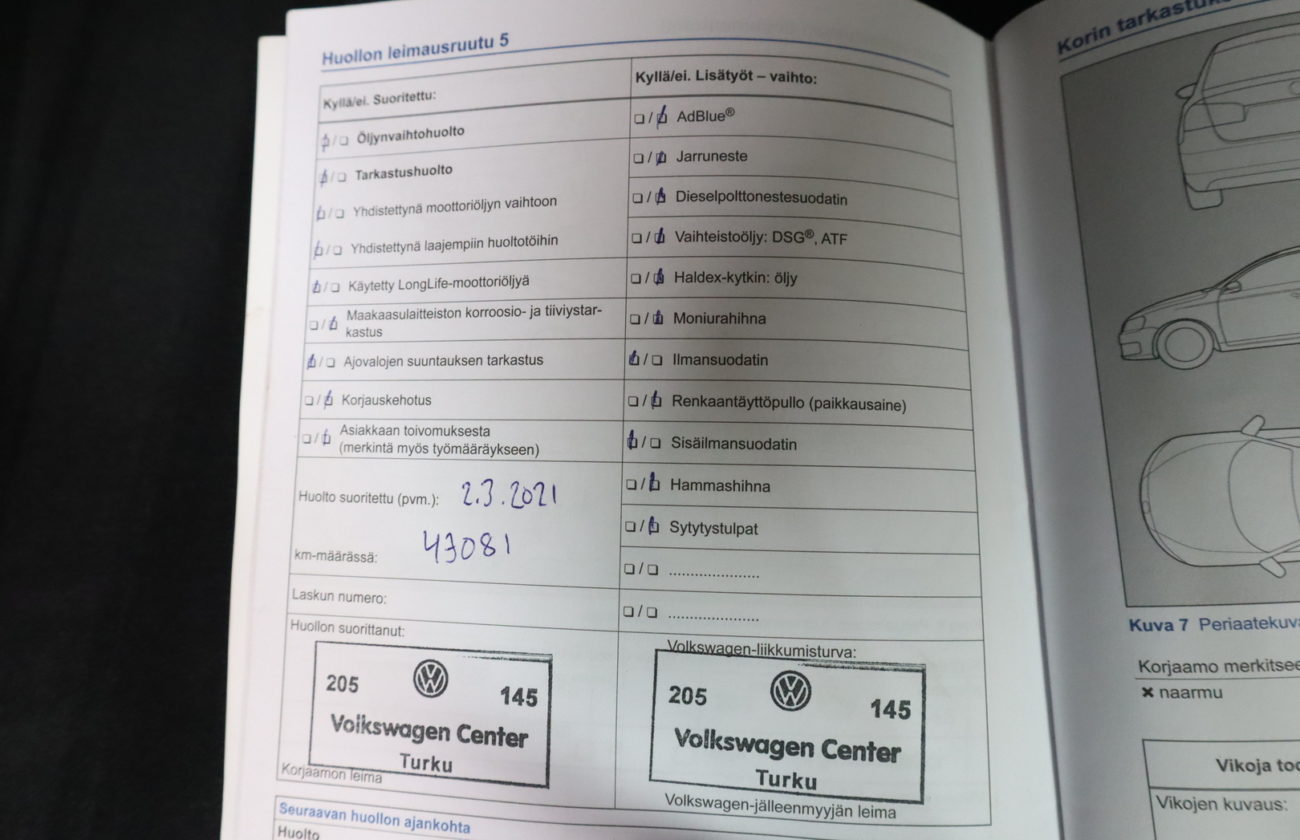 Huollon leimausruutu 5
Kyllä/ei. Suoritettu:
❏ / ❏ Öljynvaihtohuolto
❏ / ❏ Tarkastushuolto
❏ / ❏ Yhdistettynä moottoriöljyn vaihtoon
❏ / ❏ Yhdistettynä laajempiin huoltotöihin
❏ / ❏ Käytetty LongLife-moottoriöljyä
❏ / ❏ Maakaasulaitteiston korroosio- ja tiiviystar-
kastus
❏ / ❏ Ajovalojen suuntauksen tarkastus
❏ / ❏ Korjauskehotus
❏ / ❏ Asiakkaan toivomuksesta
(merkintä myös työmääräykseen)
Huolto suoritettu (pvm.): 2.3.2021
km-määrässä: 43081
Laskun numero:
Huollon suorittanut:
205 145
Volkswagen Center
Turku
Korjaamon leima
Kyllä/ei. Lisätyöt – vaihto:
❏ / ❏ AdBlue®
❏ / ❏ Jarruneste
❏ / ❏ Dieselpolttonestesuodatin
❏ / ❏ Vaihteistoöljy: DSG®, ATF
❏ / ❏ Haldex-kytkin: öljy
❏ / ❏ Moniurahihna
❏ / ❏ Ilmansuodatin
❏ / ❏ Renkaantäyttöpullo (paikkausaine)
❏ / ❏ Sisäilmansuodatin
❏ / ❏ Hammashihna
❏ / ❏ Sytytystulpat
❏ / ❏ .....................
❏ / ❏ .....................
Volkswagen-liikkumisturva:
205 145
Volkswagen Center
Turku
Volkswagen-jälleenmyyjän leima
Seuraavan huollon ajankohta
Huolto
Korin tarkastuks
Kuva 7 Periaatekuva
Korjaamo merkitsee
✖ naarmu
Vikoja tod
Vikojen kuvaus: